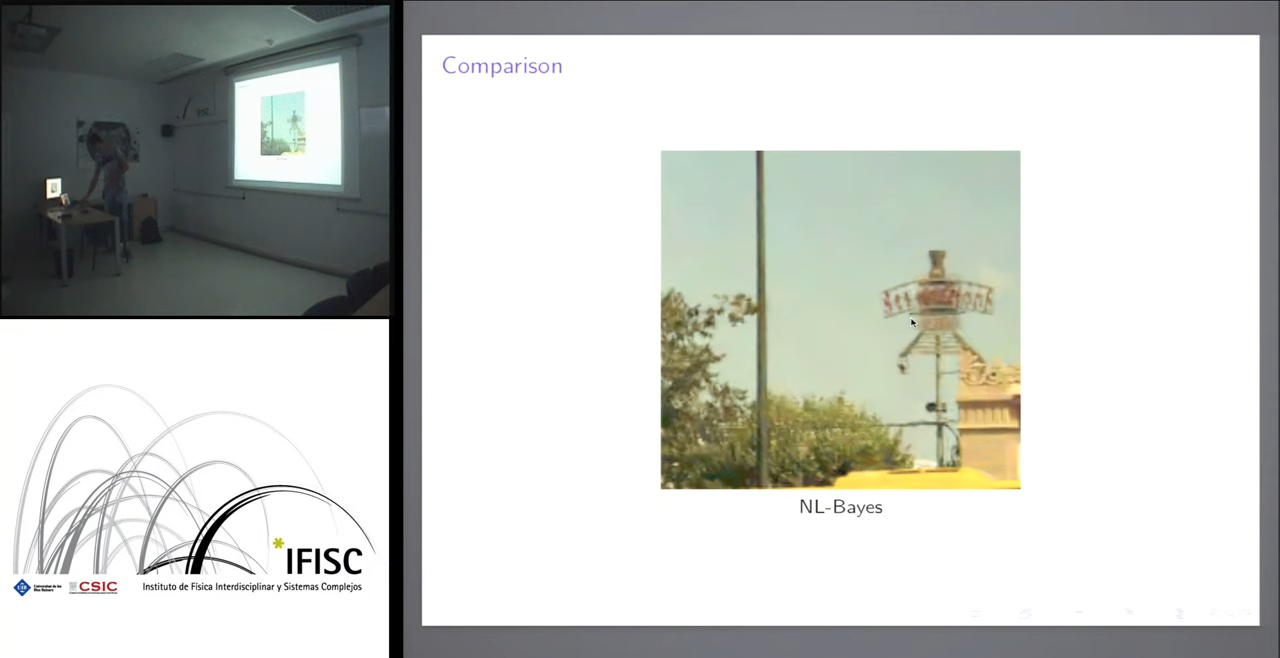 Comparison
NL-Bayes
*IFISC
CSIC
Instituto de Física Interdisciplinar y Sistemas Complejos